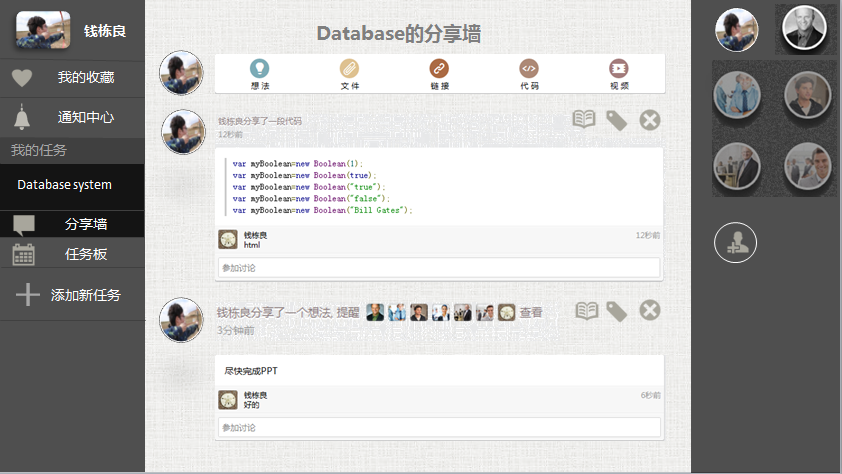 钱栋良
我的收藏
通知中心
我的任务
Database system
分享墙
任务板
添加新任务
Database的分享墙
想法 文件 链接 代码 视频
钱栋良分享了一段代码
12秒前
var myBoolean=new Boolean(1);
var myBoolean=new Boolean(true);
var myBoolean=new Boolean("true");
var myBoolean=new Boolean("false");
var myBoolean=new Boolean("Bill Gates");
钱栋良 12秒前
html
参加讨论
钱栋良分享了一个想法, 提醒 查看
3分钟前
尽快完成PPT
钱栋良 6秒前
好的
参加讨论